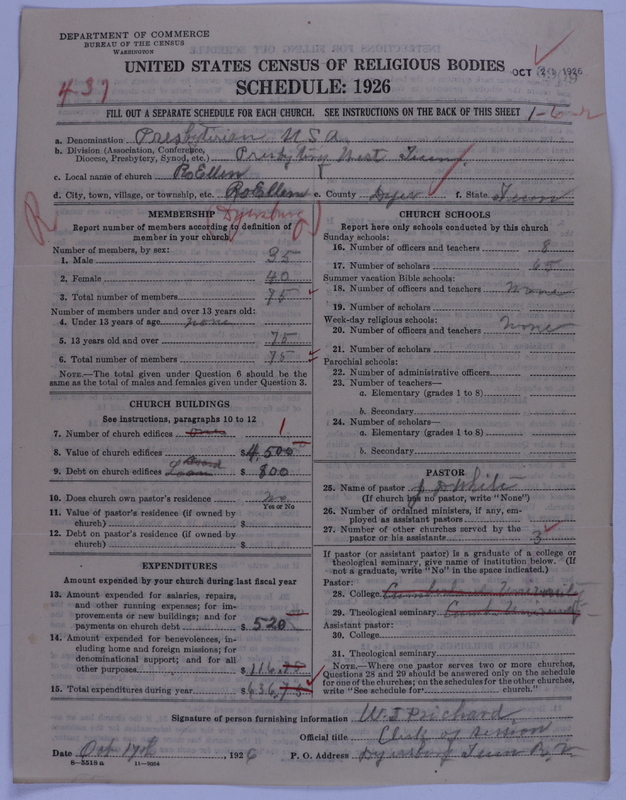 DEPARTMENT OF COMMERCE
BUREAU OF THE CENSUS
WASHINGTON
UNITED STATES CENSUS OF RELIGIOUS BODIES
OCT 1926
437
SCHEDULE: 1926
FILL OUT A SEPARATE SCHEDULE FOR EACH CHURCH. SEE INSTRUCTIONS ON THE BACK OF THIS SHEET
a. Denomination Presbyterian U.S.A.
b. Division (Association, Conference, Diocese, Presbytery, Synod, etc.) Presbytery West Tenn.
c. Local name of church RoEllen
d. City, town, village, or township, etc. RoEllen e. County Dyer f. State Tenn
R
Dyersburg
MEMBERSHIP
Report number of members according to definition of member in your church
Number of members, by sex:
1. Male 35
2. Female 40
3. Total number of members 75
Number of members under and over 13 years old:
4. Under 13 years of age none
5. 13 years old and over 75
6. Total number of members 75
NOTE.—The total given under Question 6 should be the
same as the total of males and females given under Question 3.
CHURCH BUILDINGS
See instructions, paragraphs 10 to 12
7. Number of church edifices 1
8. Value of church edifices $4,500
9. Debt on church edifices $ 800
10. Does church own pastor's residence No
Yes or No
11. Value of pastor's residence (if owned by
church) $
12. Debt on pastor's residence (if owned by
church) $
EXPENDITURES
Amount expended by your church during last fiscal year
13. Amount expended for salaries, repairs,
and other running expenses; for im-
provements or new buildings; and for
payments on church debt $ 520
14. Amount expended for benevolences, in-
cluding home and foreign missions; for
denominational support; and for all
other purposes $116.75
15. Total expenditures during year $636.75
CHURCH SCHOOLS
Report here only schools conducted by this church
Sunday schools:
16. Number of officers and teachers 8
17. Number of scholars 65
Summer vacation Bible schools:
18. Number of officers and teachers none
19. Number of scholars
Week-day religious schools:
20. Number of officers and teachers none
21. Number of scholars
Parochial schools:
22. Number of administrative officers
23. Number of teachers—
a. Elementary (grades 1 to 8)
b. Secondary
24. Number of scholars—
a. Elementary (grades 1 to 8)
b. Secondary
PASTOR
25. Name of pastor J D White
(If church has no pastor, write "None")
26. Number of ordained ministers, if any, em-
ployed as assistant pastors
27. Number of other churches served by the
pastor or his assistants 3
If pastor (or assistant pastor) is a graduate of a college or
theological seminary, give name of institution below. (If
not a graduate, write "No" in the space indicated.)
Pastor:
28. College Cumberland University
29. Theological seminary
Assistant pastor:
30. College
31. Theological seminary
NOTE.—Where one pastor serves two or more churches,
Questions 28 and 29 should be answered only on the schedule
for one of the churches; on the schedules for the other churches,
write "See schedule for church."
Signature of person furnishing information W.J Prichard
Official title Clerk of Session
Date Oct 17th, 1926 P. O. Address Dyersburg Tenn
8—5518 a 11—9064